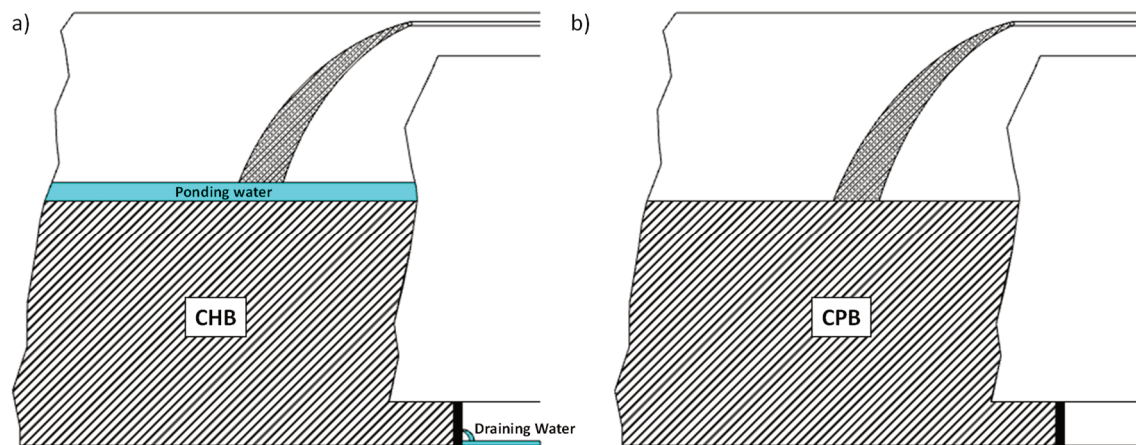 a)
Ponding water
CHB
Draining Water
b)
CPB